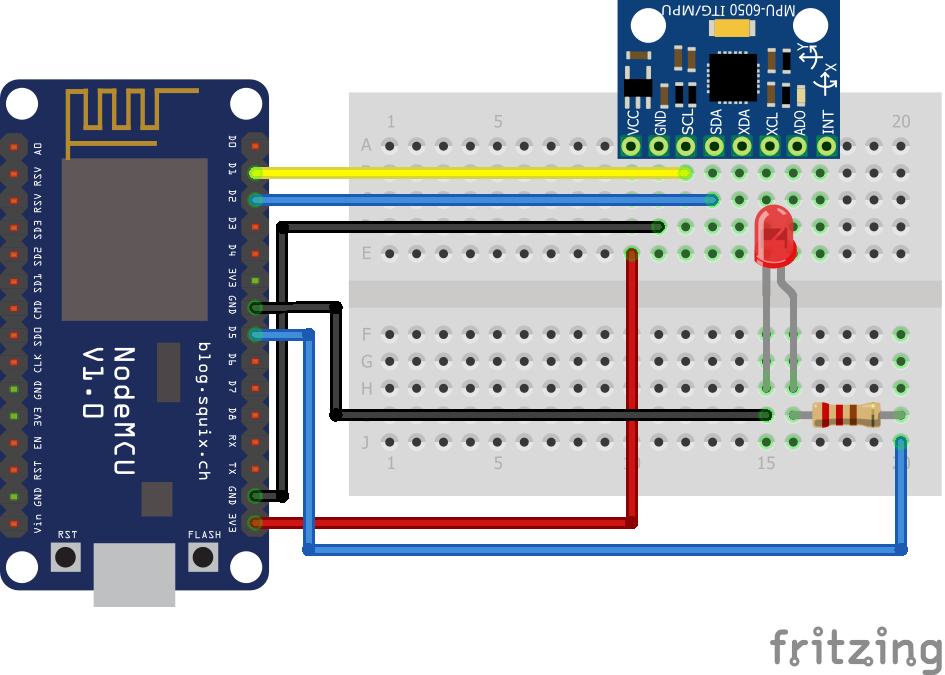 MPU-6050 ITG/MPU
Y
X
VCC
GND
SCL
SDA
XDA
XCL
ADO
INT
1
5
20
A
E
F
G
H
J
1
5
15
20
A0
RSV
RSV
SD3
SD2
SD1
CMD
SD0
CLK
GND
3V3
EN
RST
GND
Vin
D0
D1
D2
D3
D4
3V3
GND
D5
D6
D7
D8
RX
TX
GND
3V3
NodeMCU
V1.0
blog.squix.ch
RST
FLASH
fritzing